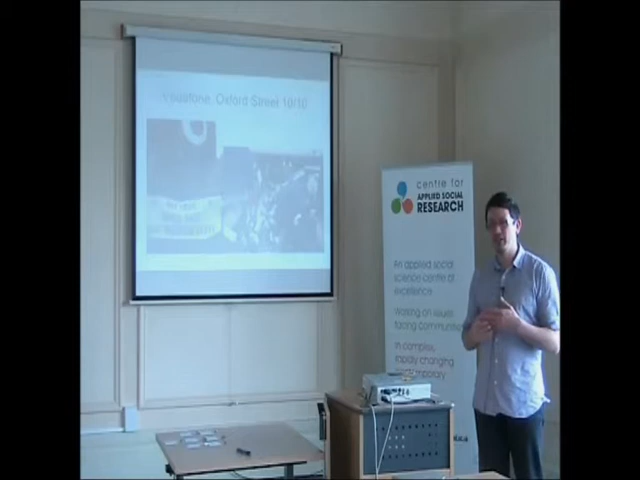 Vodafone, Oxford Street 10/10
centre for
APPLIED SOCIAL
RESEARCH
An applied social
science centre of
excellence
Working on issues
facing communities
In complex,
rapidly changing